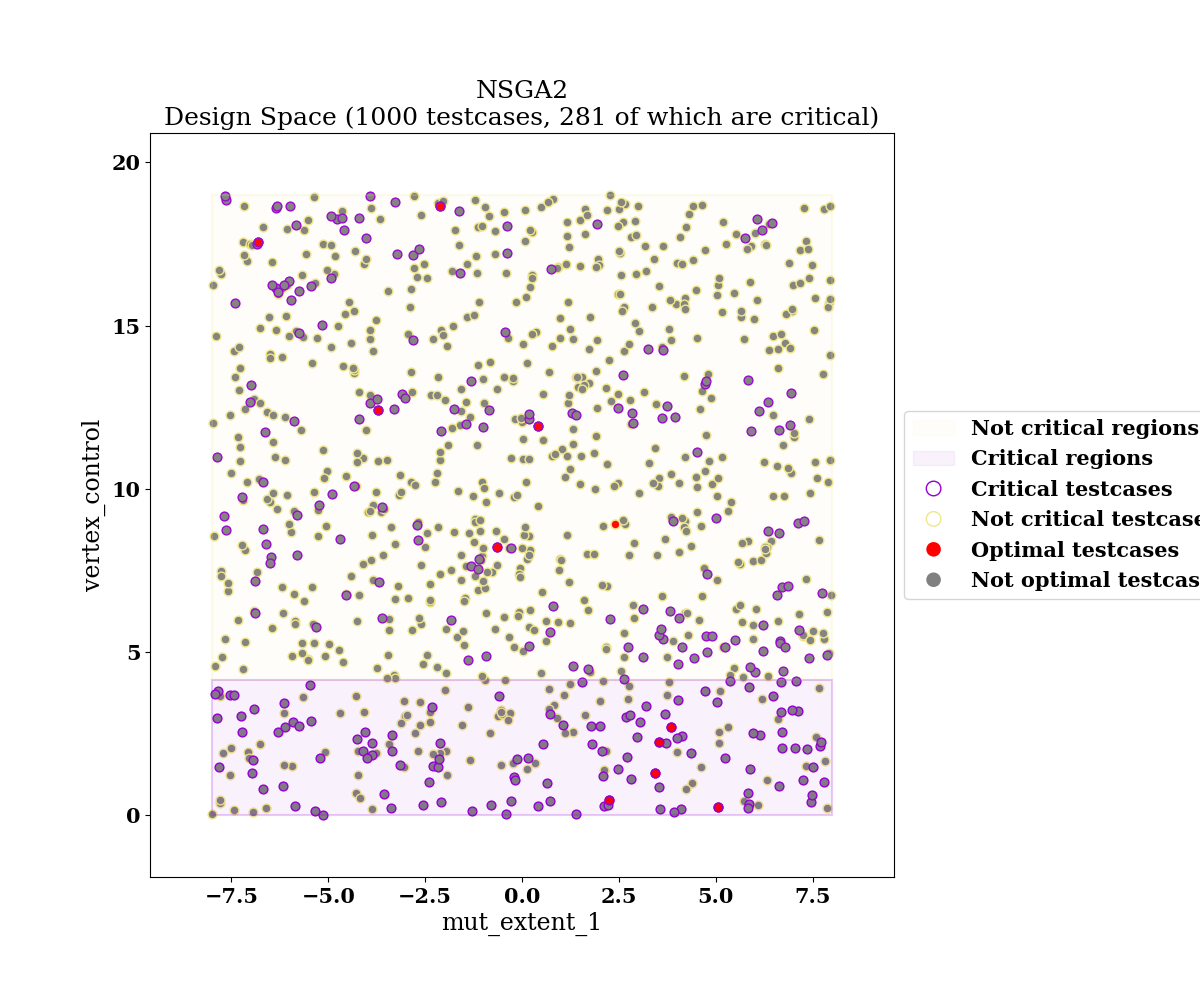 NSGA2
Design Space (1000 testcases, 281 of which are critical)
20
15
10
5
0
vertex_control
−7.5
−5.0
−2.5
0.0
2.5
5.0
7.5
mut_extent_1
Not critical regions
Critical regions
Critical testcases
Not critical testcase
Optimal testcases
Not optimal testcas